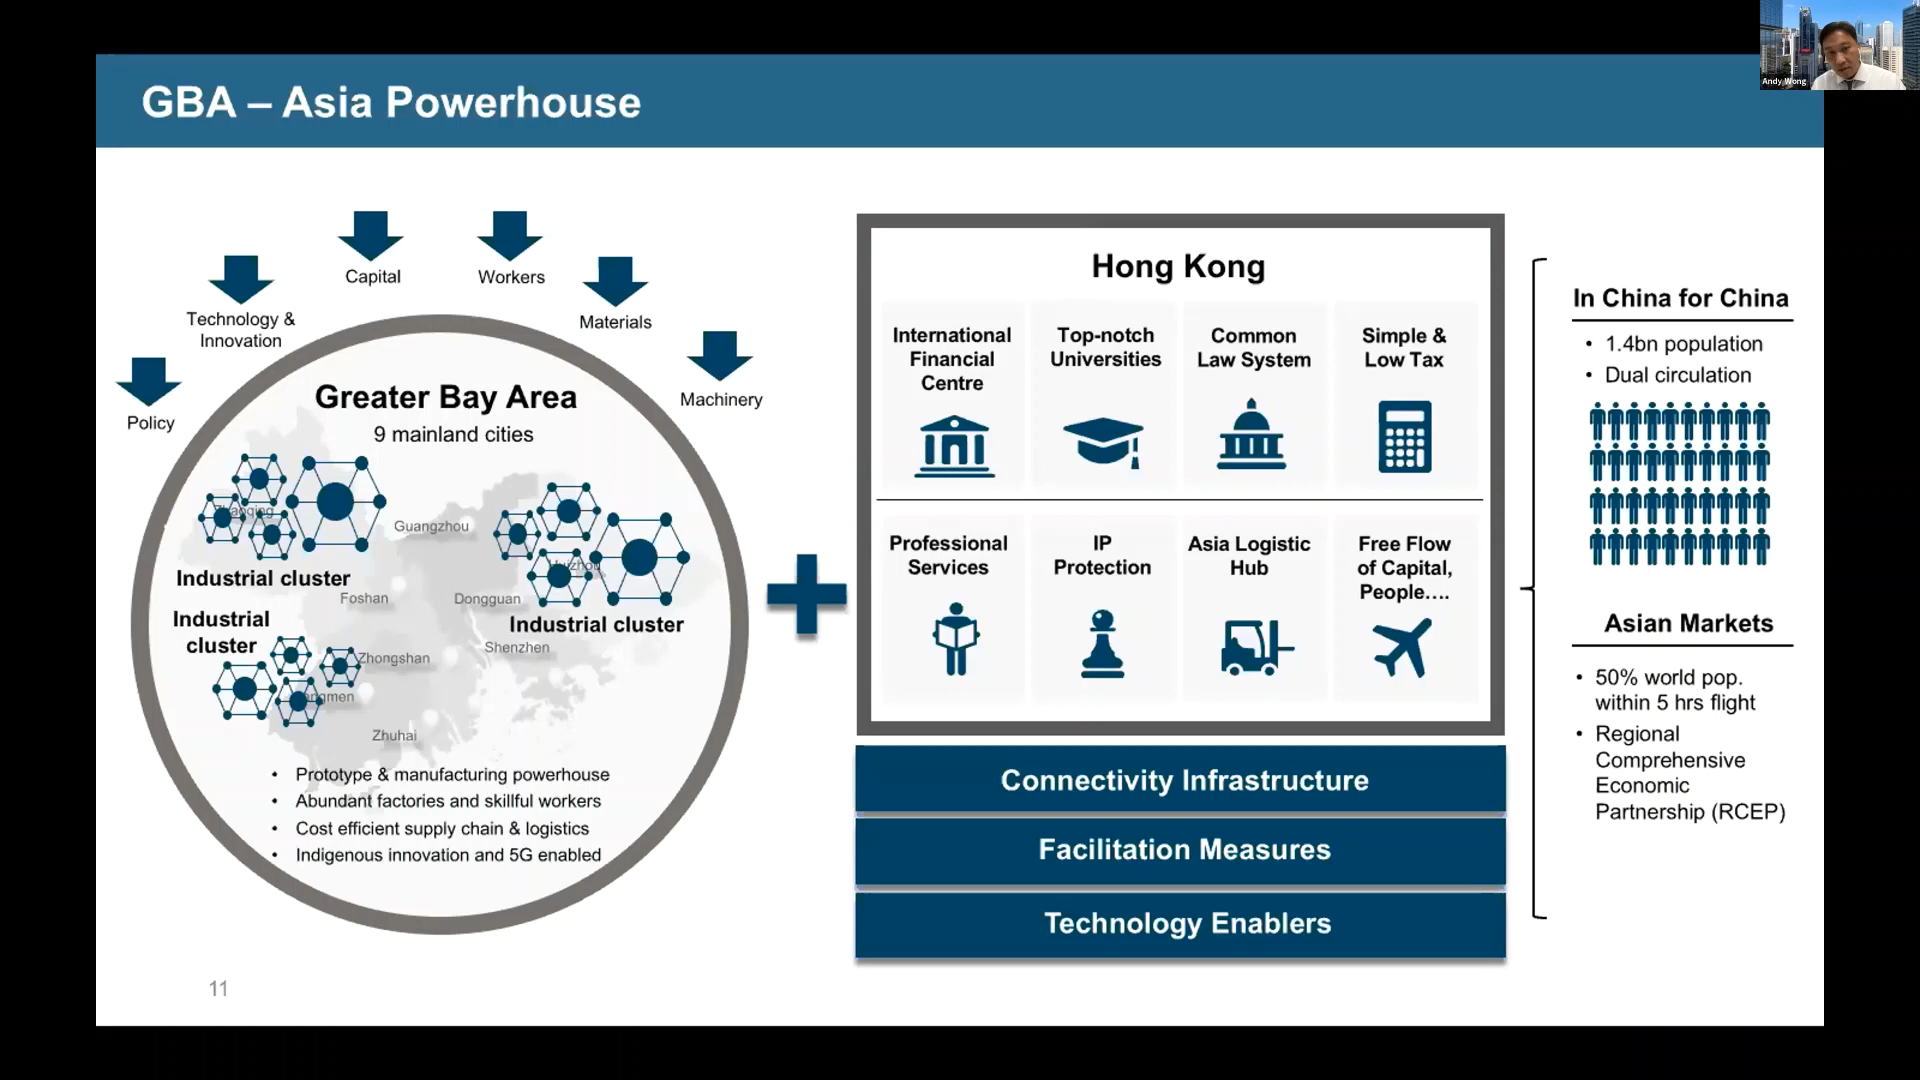 Andy Wong
GBA – Asia Powerhouse
Capital
Workers
Technology &
Innovation
Materials
Policy
Machinery
Greater Bay Area
9 mainland cities
Zhaoqing
Guangzhou
Huizhou
Industrial cluster
Foshan
Dongguan
Industrial cluster
Industrial
cluster
Shenzhen
Zhongshan
Zhuhai
• Prototype & manufacturing powerhouse
• Abundant factories and skillful workers
• Cost efficient supply chain & logistics
• Indigenous innovation and 5G enabled
Hong Kong
International
Financial
Centre
Top-notch
Universities
Common
Law System
Simple &
Low Tax
Professional
Services
IP
Protection
Asia Logistic
Hub
Free Flow
of Capital,
People....
Connectivity Infrastructure
Facilitation Measures
Technology Enablers
In China for China
• 1.4bn population
• Dual circulation
Asian Markets
• 50% world pop.
within 5 hrs flight
• Regional
Comprehensive
Economic
Partnership (RCEP)
11